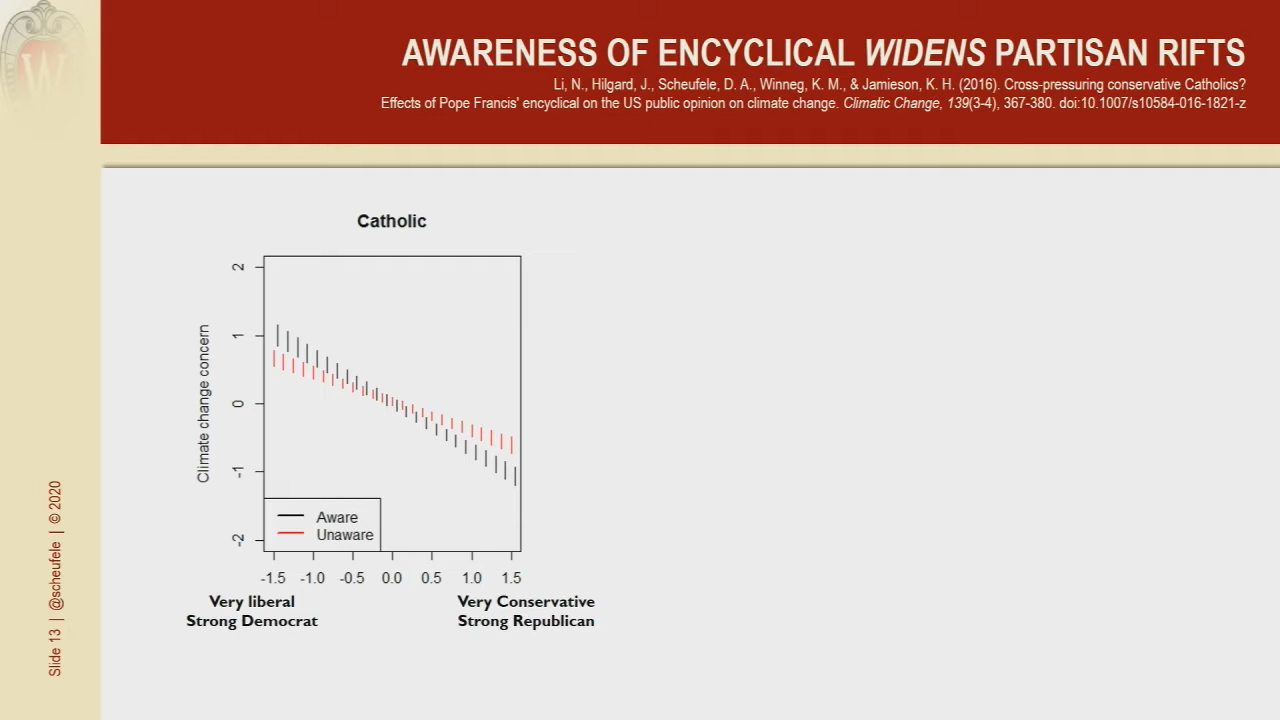 W
AWARENESS OF ENCYCLICAL WIDENS PARTISAN RIFTS
Li, N., Hilgard, J., Scheufele, D. A., Winneg, K. M., & Jamieson, K. H. (2016). Cross-pressuring conservative Catholics?
Effects of Pope Francis' encyclical on the US public opinion on climate change. Climatic Change, 139(3-4), 367-380. doi:10.1007/s10584-016-1821-z
Catholic
Climate change concern
2
1
0
-1
-2
Aware
Unaware
-1.5 -1.0 -0.5 0.0 0.5 1.0 1.5
Very liberal Very Conservative
Strong Democrat Strong Republican
Slide 13 | @scheufele | © 2020